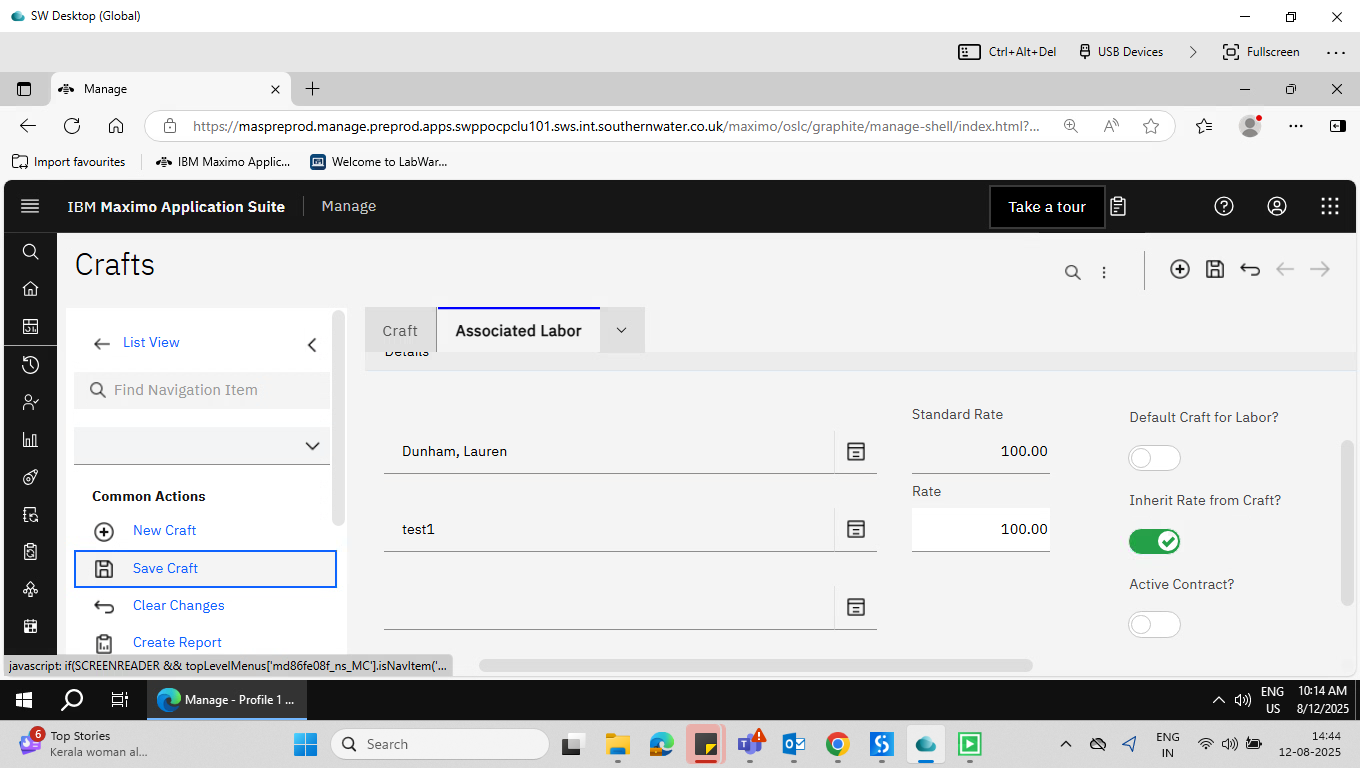 SW Desktop (Global)
Ctrl+Alt+Del
USB Devices
Fullscreen
Manage
https://maspreprod.manage.preprod.apps.swppocpclu101.sws.int.southernwater.co.uk/maximo/oslc/graphite/manage-shell/index.html?...
Import favourites
IBM Maximo Applic...
Welcome to LabWar...
IBM Maximo Application Suite
Manage
Take a tour
Crafts
List View
Find Navigation Item
Common Actions
New Craft
Save Craft
Clear Changes
Create Report
Craft
Associated Labor
Details
Standard Rate
Default Craft for Labor?
Dunham, Lauren
100.00
Rate
Inherit Rate from Craft?
test1
100.00
Active Contract?
javascript: if(SCREENREADER && topLevelMenus['md86fe08f_ns_MC'].isNavItem('...
Manage - Profile 1 ...
ENG
US
10:14 AM
8/12/2025
6
Top Stories
Kerala woman al...
Search
ENG
IN
14:44
12-08-2025